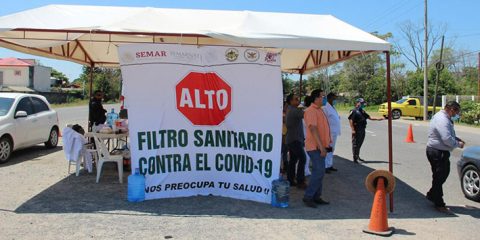 SEMAR
ALTO
FILTRO SANITARIO
CONTRA EL COVID-19
¡NOS PREOCUPA TU SALUD!!